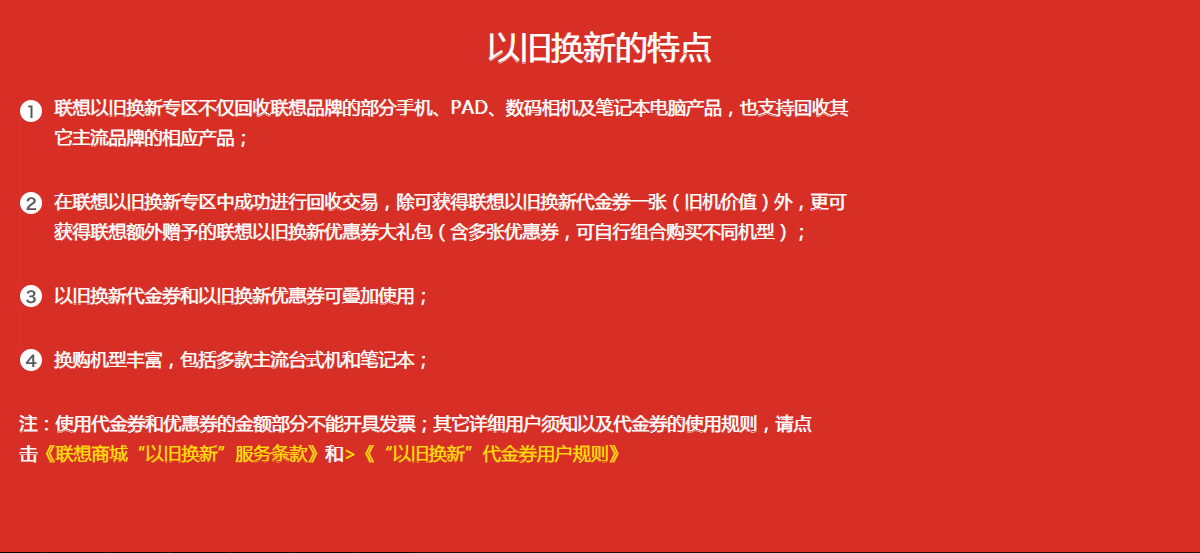 以旧换新的特点
1 联想以旧换新专区不仅回收联想品牌的部分手机、PAD、数码相机及笔记本电脑产品，也支持回收其
它主流品牌的相应产品；
2 在联想以旧换新专区中成功进行回收交易，除可获得联想以旧换新代金券一张（旧机价值）外，更可
获得联想额外赠予的联想以旧换新优惠券大礼包（含多张优惠券，可自行组合购买不同机型）；
3 以旧换新代金券和以旧换新优惠券可叠加使用；
4 换购机型丰富，包括多款主流台式机和笔记本；
注：使用代金券和优惠券的金额部分不能开具发票；其它详细用户须知以及代金券的使用规则，请点
击《联想商城“以旧换新”服务条款》和>《“以旧换新”代金券用户规则》